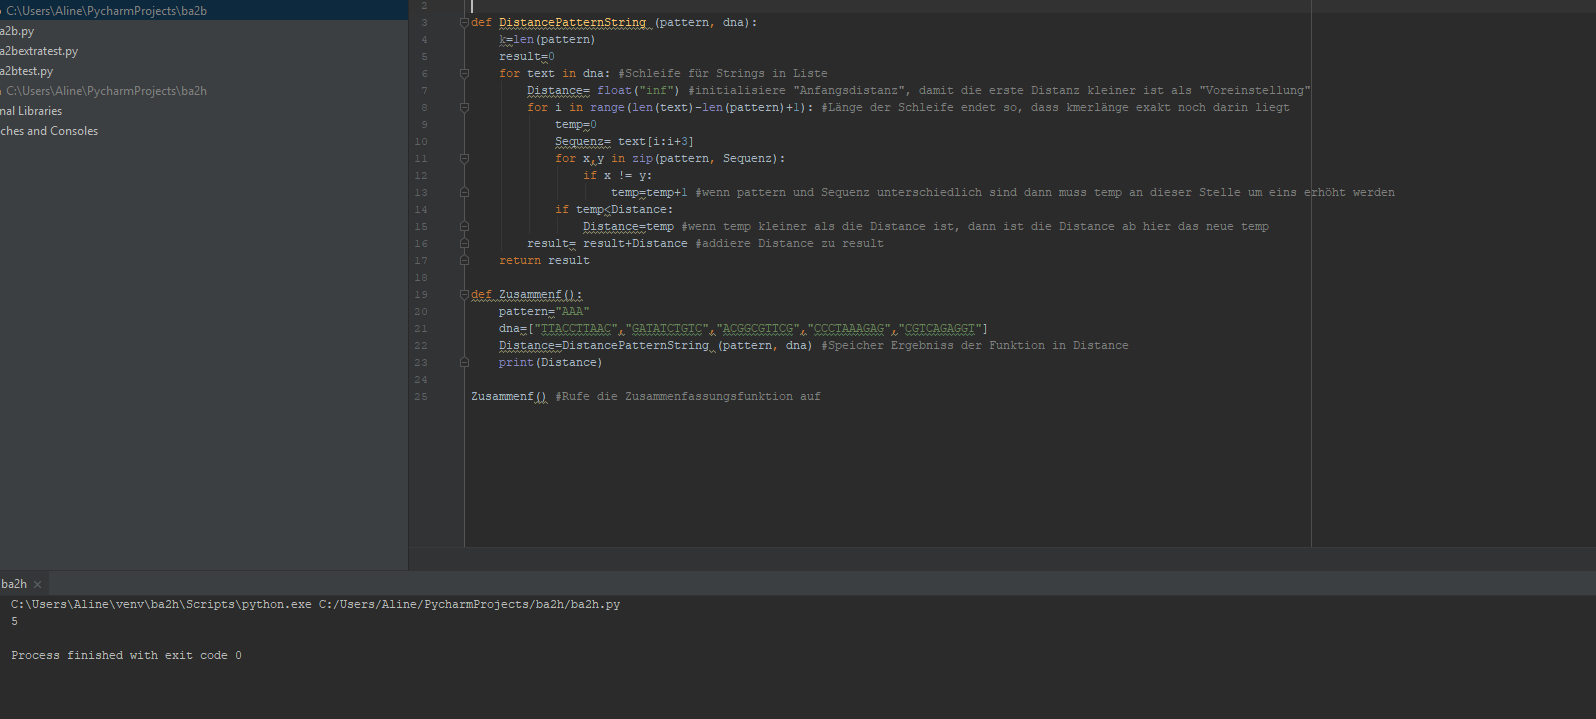 C:\Users\Aline\PycharmProjects\ba2b
a2b.py
a2bextratest.py
a2btest.py
C:\Users\Aline\PycharmProjects\ba2h
nal Libraries
ches and Consoles
2
3 def DistancePatternString (pattern, dna):
4 k=len(pattern)
5 result=0
6 for text in dna: #Schleife für Strings in Liste
7 Distance= float("inf") #initialisiere "Anfangsdistanz", damit die erste Distanz kleiner ist als "Voreinstellung"
8 for i in range(len(text)-len(pattern)+1): #Länge der Schleife endet so, dass kmerlänge exakt noch darin liegt
9 temp=0
10 Sequenz= text[i:i+3]
11 for x,y in zip(pattern, Sequenz):
12 if x != y:
13 temp=temp+1 #wenn pattern und Sequenz unterschiedlich sind dann muss temp an dieser Stelle um eins erhöht werden
14 if temp<Distance:
15 Distance=temp #wenn temp kleiner als die Distance ist, dann ist die Distance ab hier das neue temp
16 result= result+Distance #addiere Distance zu result
17 return result
18
19 def Zusammenf():
20 pattern="AAA"
21 dna=["TTACCTTAAC","GATATCTGTC","ACGGCGTTCG","CCCTAAAGAG","CGTCAGAGGT"]
22 Distance=DistancePatternString (pattern, dna) #Speicher Ergebniss der Funktion in Distance
23 print(Distance)
24
25 Zusammenf() #Rufe die Zusammenfassungsfunktion auf
ba2h ×
C:\Users\Aline\venv\ba2h\Scripts\python.exe C:/Users/Aline/PycharmProjects/ba2h/ba2h.py
5
Process finished with exit code 0